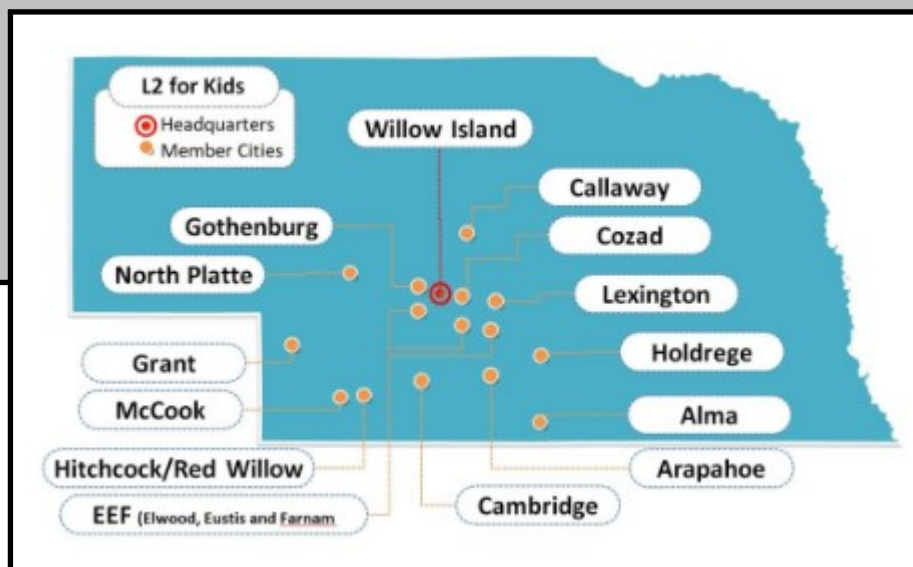 L2 for Kids
Headquarters
Member Cities
Willow Island
Callaway
Gothenburg
Cozad
North Platte
Lexington
Grant
Holdrege
McCook
Alma
Hitchcock/Red Willow
Arapahoe
EEF (Elwood, Eustis and Farnam
Cambridge